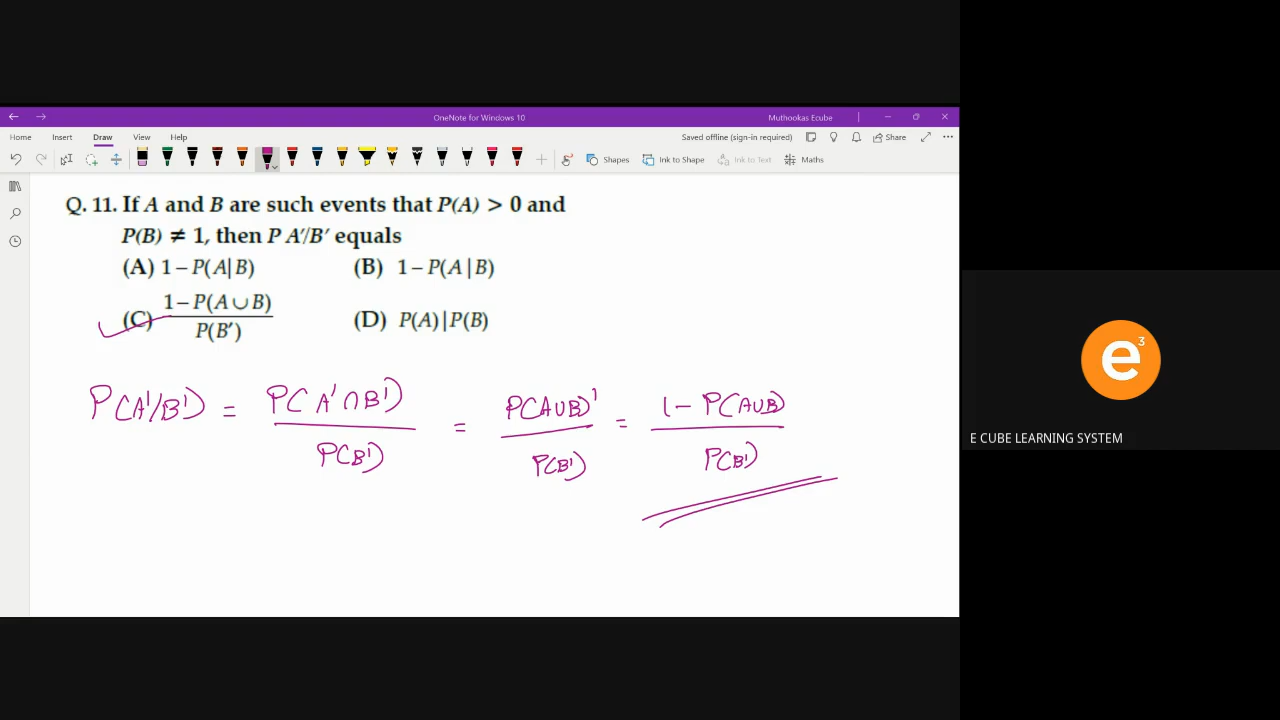 OneNote for Windows 10
Muthookas Ecube
Home Insert Draw View Help
Saved offline (sign-in required) Share
Shapes Ink to Shape Ink to Text Maths
Q. 11. If A and B are such events that P(A) > 0 and
P(B) ≠ 1, then P A′/B′ equals
(A) 1 – P(A|B) (B) 1 – P(A|B)
(C) 1 – P(A ∪ B) / P(B′) (D) P(A)|P(B)
P(A'/B') = P(A' ∩ B') / P(B') = P(A∪B)' / P(B') = 1 – P(A∪B) / P(B')
e3
E CUBE LEARNING SYSTEM